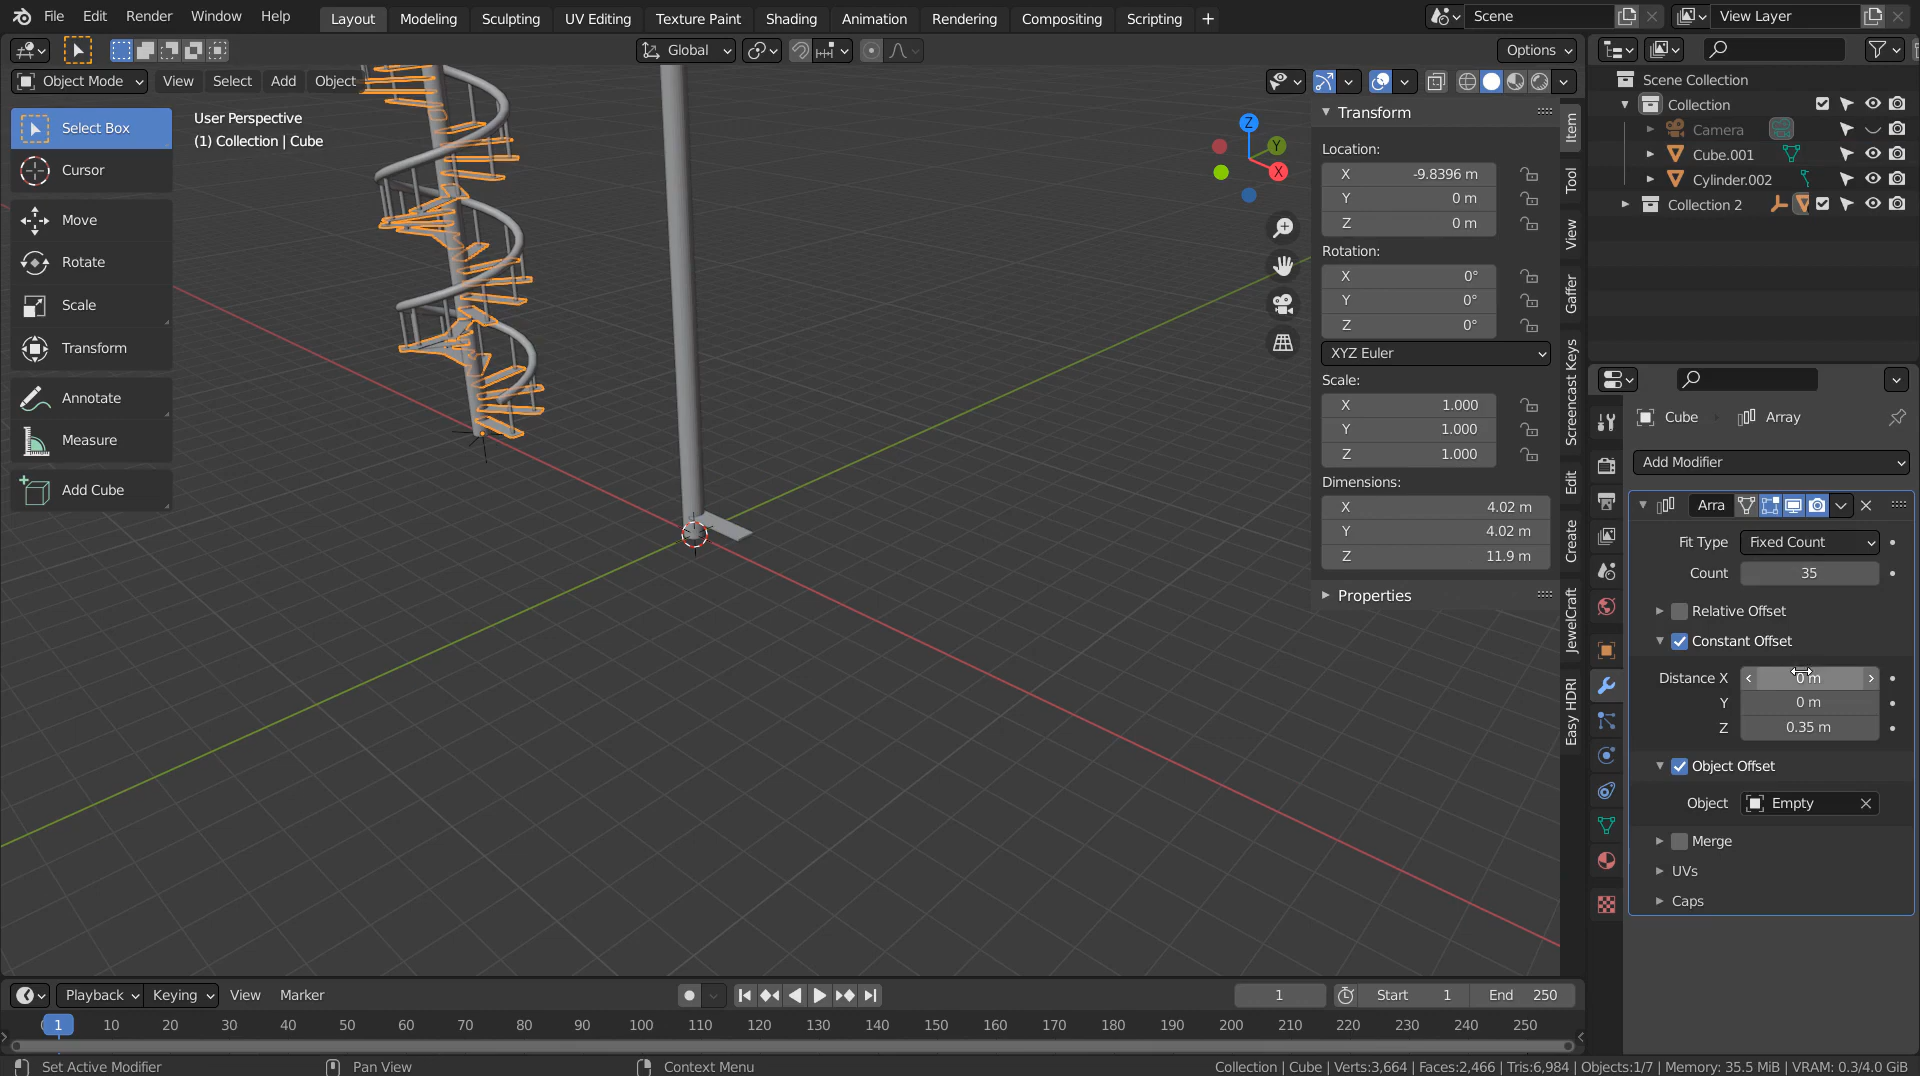 File Edit Render Window Help Layout Modeling Sculpting UV Editing Texture Paint Shading Animation Rendering Compositing Scripting + Scene View Layer
Global Options
Object Mode View Select Add Object
Select Box
Cursor
Move
Rotate
Scale
Transform
Annotate
Measure
Add Cube
User Perspective
(1) Collection | Cube
Z
Y
X
Transform
Location:
X -9.8396 m
Y 0 m
Z 0 m
Rotation:
X 0°
Y 0°
Z 0°
XYZ Euler
Scale:
X 1.000
Y 1.000
Z 1.000
Dimensions:
X 4.02 m
Y 4.02 m
Z 11.9 m
Properties
Item
Tool
View
Gaffer
Screencast Keys
Edit
Create
JewelCraft
Easy HDRI
Scene Collection
Collection
Camera
Cube.001
Cylinder.002
Collection 2
Cube Array
Add Modifier
Arra
Fit Type Fixed Count
Count 35
Relative Offset
Constant Offset
Distance X 0 m
Y 0 m
Z 0.35 m
Object Offset
Object Empty
Merge
UVs
Caps
Playback Keying View Marker 1 Start 1 End 250
1 10 20 30 40 50 60 70 80 90 100 110 120 130 140 150 160 170 180 190 200 210 220 230 240 250
Set Active Modifier Pan View Context Menu Collection | Cube | Verts:3,664 | Faces:2,466 | Tris:6,984 | Objects:1/7 | Memory: 35.5 MiB | VRAM: 0.3/4.0 GiB